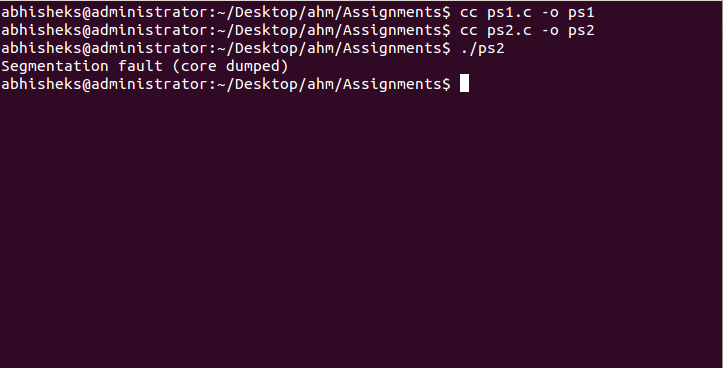 abhisheks@administrator:~/Desktop/ahm/Assignments$ cc ps1.c -o ps1
abhisheks@administrator:~/Desktop/ahm/Assignments$ cc ps2.c -o ps2
abhisheks@administrator:~/Desktop/ahm/Assignments$ ./ps2
Segmentation fault (core dumped)
abhisheks@administrator:~/Desktop/ahm/Assignments$